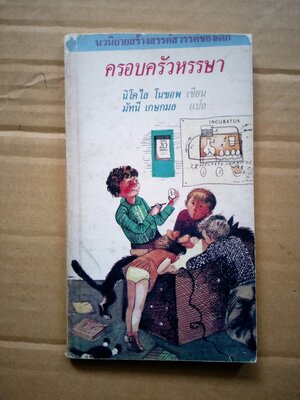 นวนิยายสร้างสรรค์สวรรค์ของเด็ก
ครอบครัวหรรษา
นิโคไล โนซอพ เขียน
มัทนี เกษกมล แปล
INCUBATOR
30